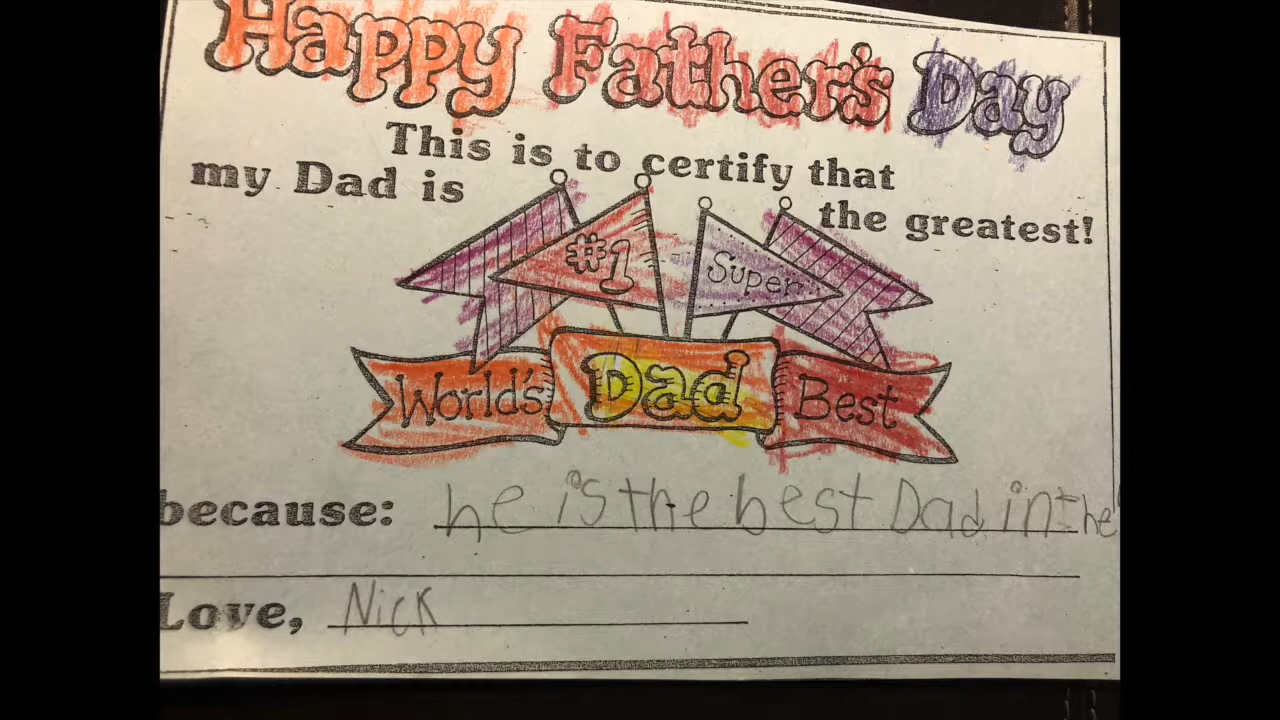 Happy Father's Day
This is to certify that
my Dad is
the greatest!
#1
Super
World's Dad Best
because: he is the best Dad in the
Love, Nick